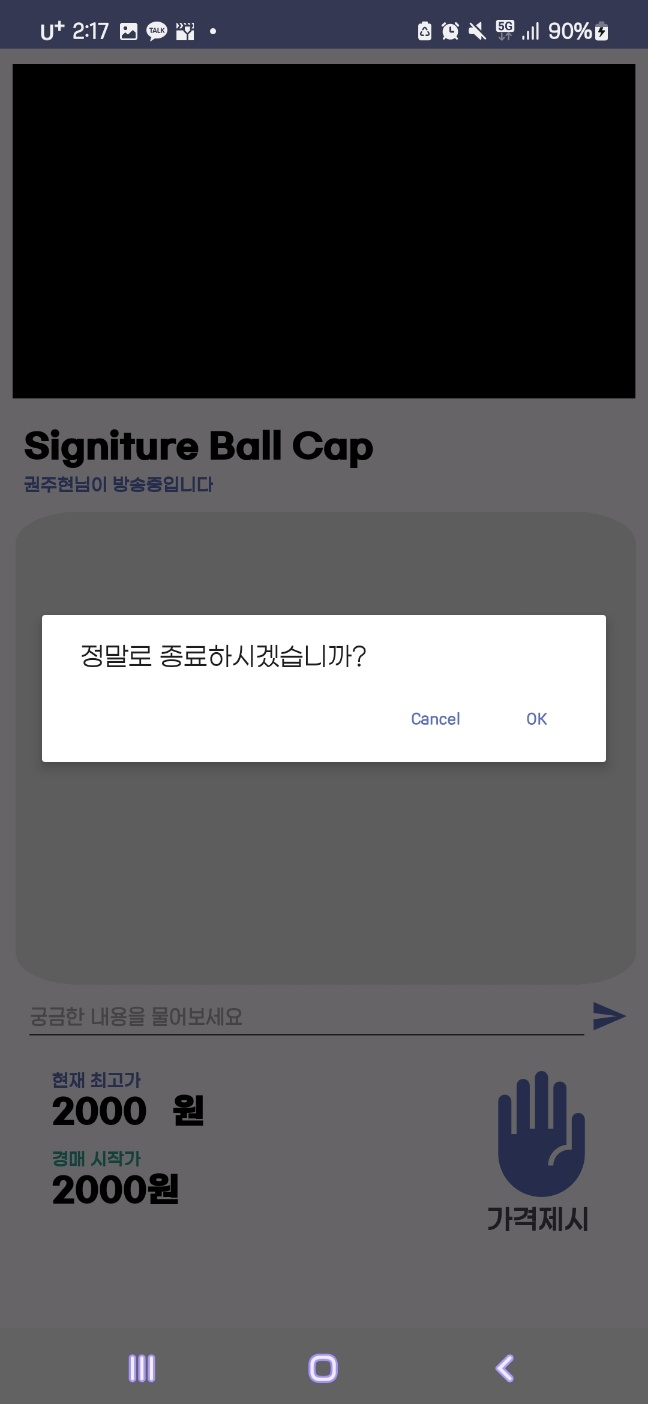 U+ 2:17 TALK 5G 90%
Signiture Ball Cap
권주현님이 방송중입니다
정말로 종료하시겠습니까?
Cancel OK
궁금한 내용을 물어보세요
현재 최고가
2000 원
경매 시작가
2000원
가격제시